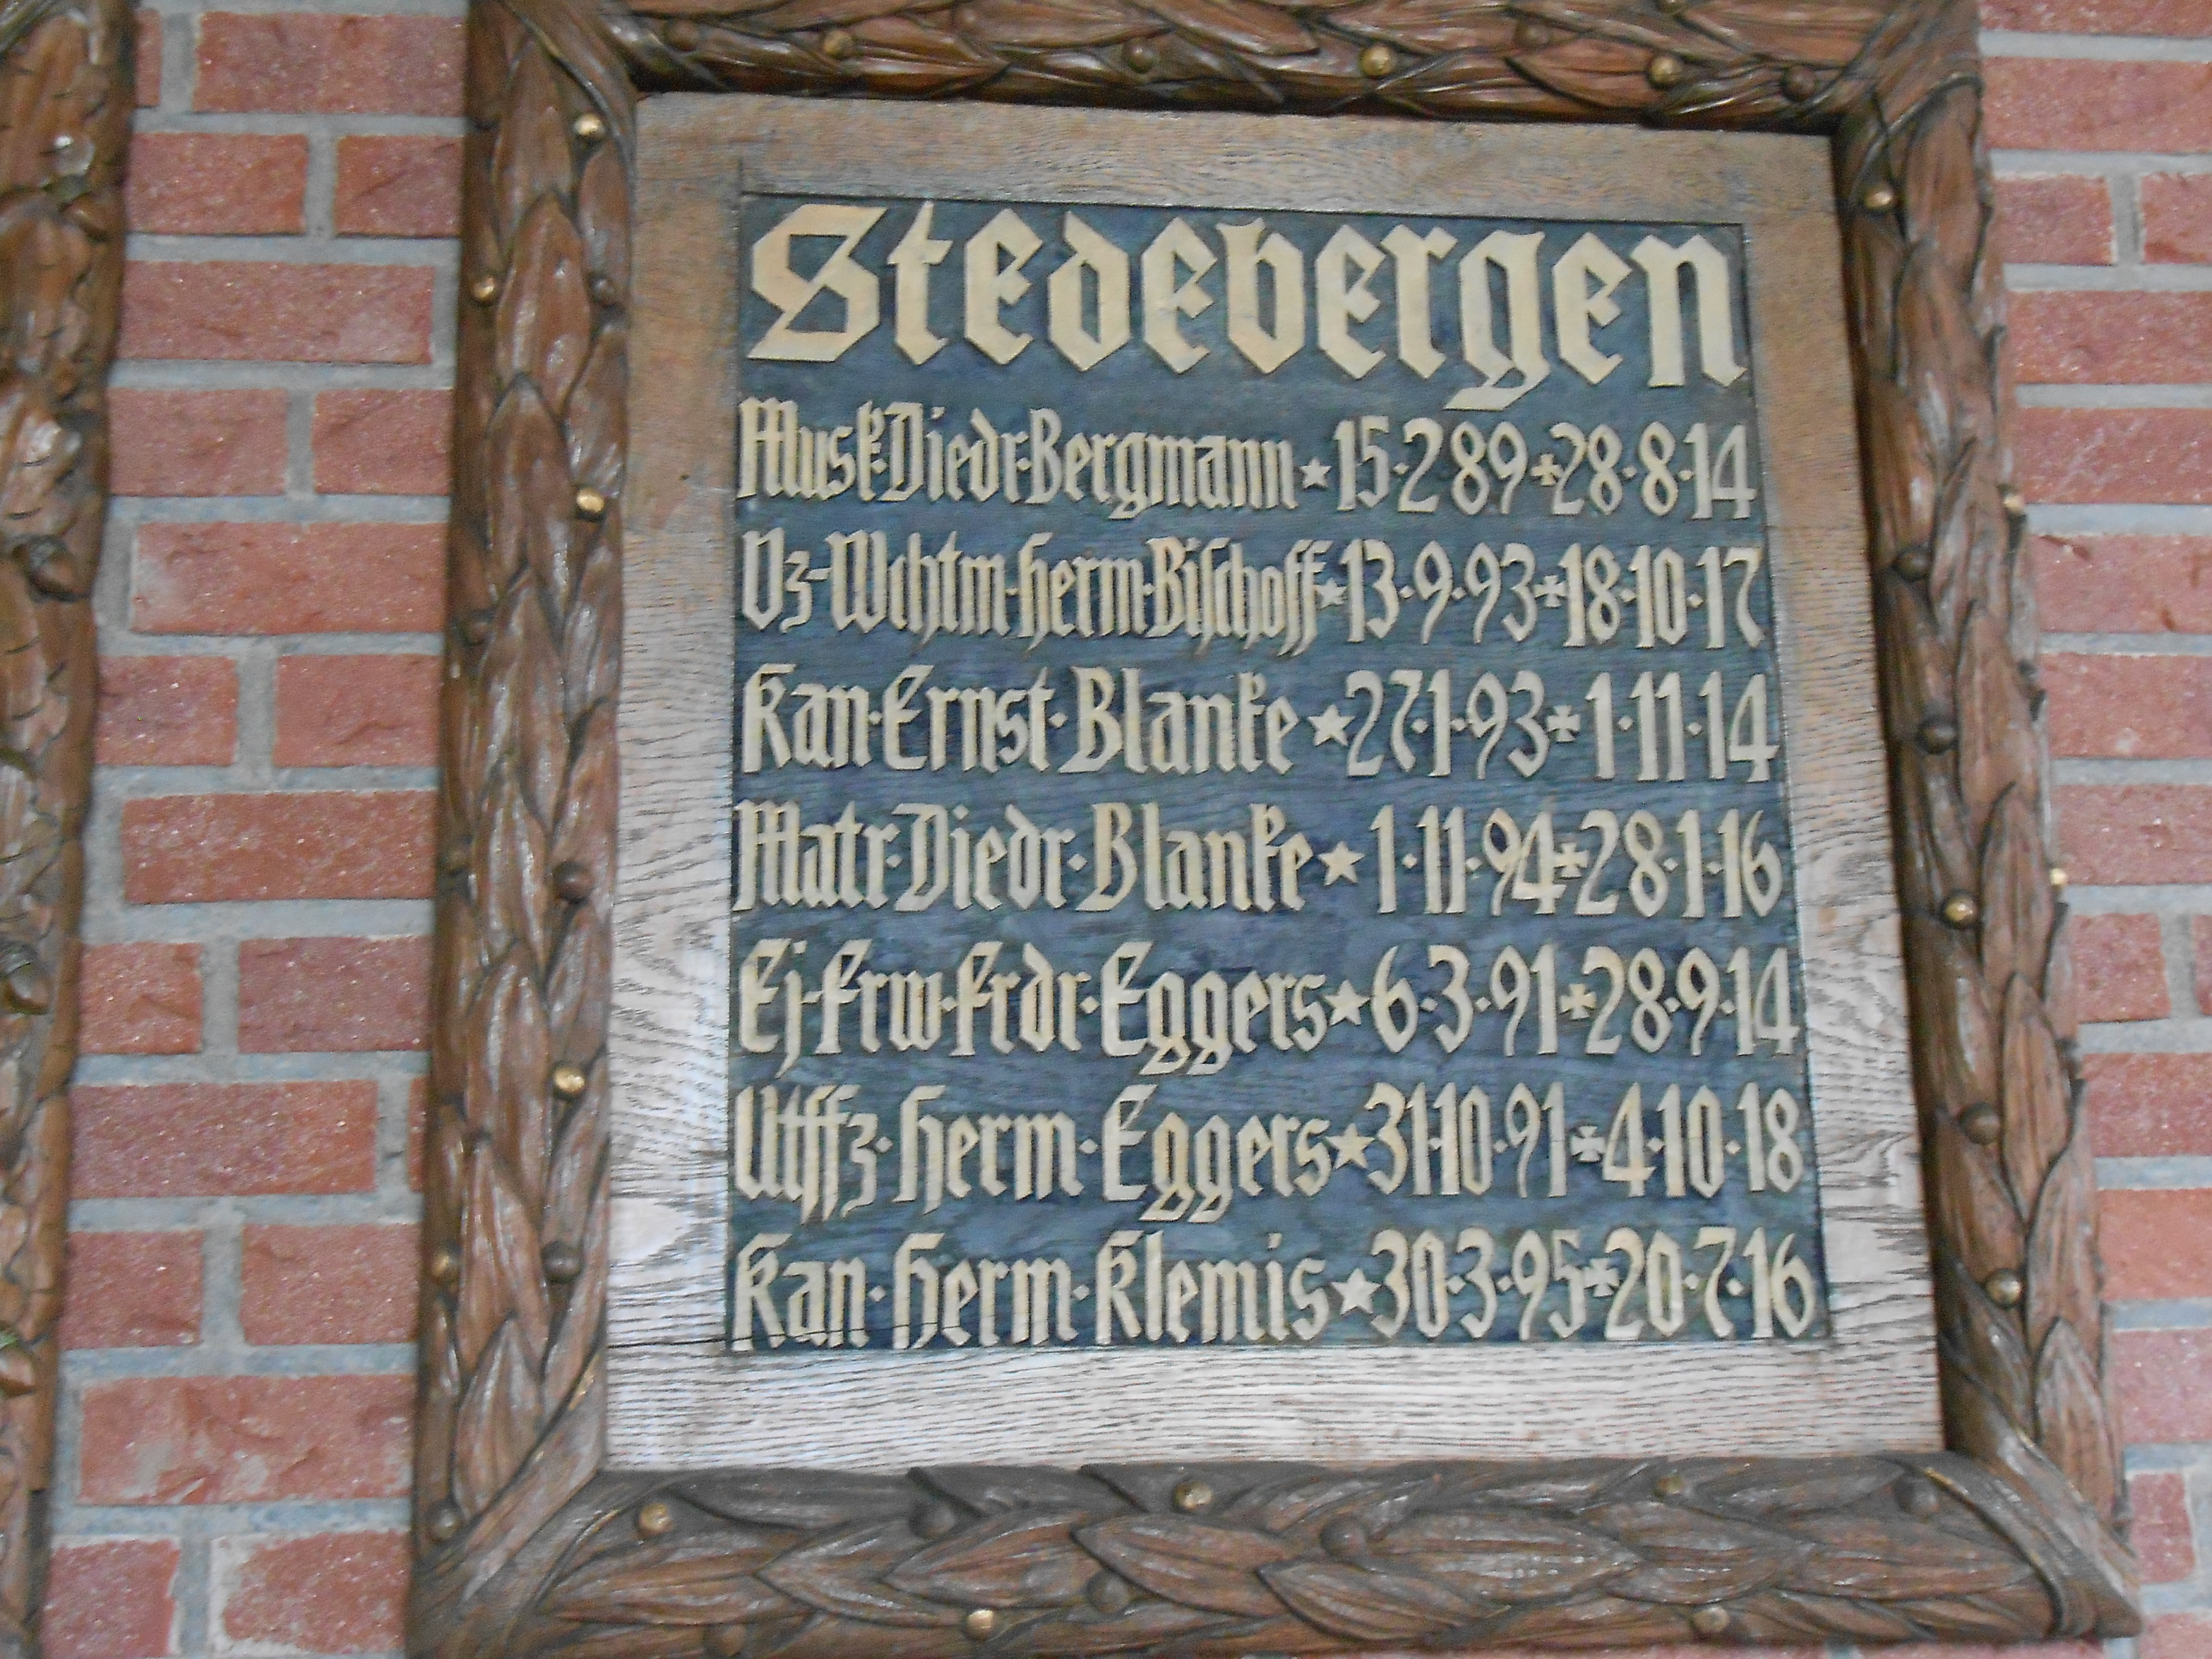 Stedebergen
Musk·Diedr·Bergmann ★ 15·2 89 ✠ 28·8·14
Vz-Wchtm·Herm·Biſchoff ★ 13·9·93 ✠ 18·10·17
Kan·Ernst·Blanke ★ 27·1·93 ✠ 1·11·14
Matr·Diedr·Blanke ★ 1·11·94 ✠ 28·1·16
Ej-Frw·Frdr·Eggers ★ 6·3·91 ✠ 28·9·14
Utffz·Herm·Eggers ★ 31·10·91 ✠ 4·10·18
Kan·Herm·Klemis ★ 30·3·95 ✠ 20·7·16